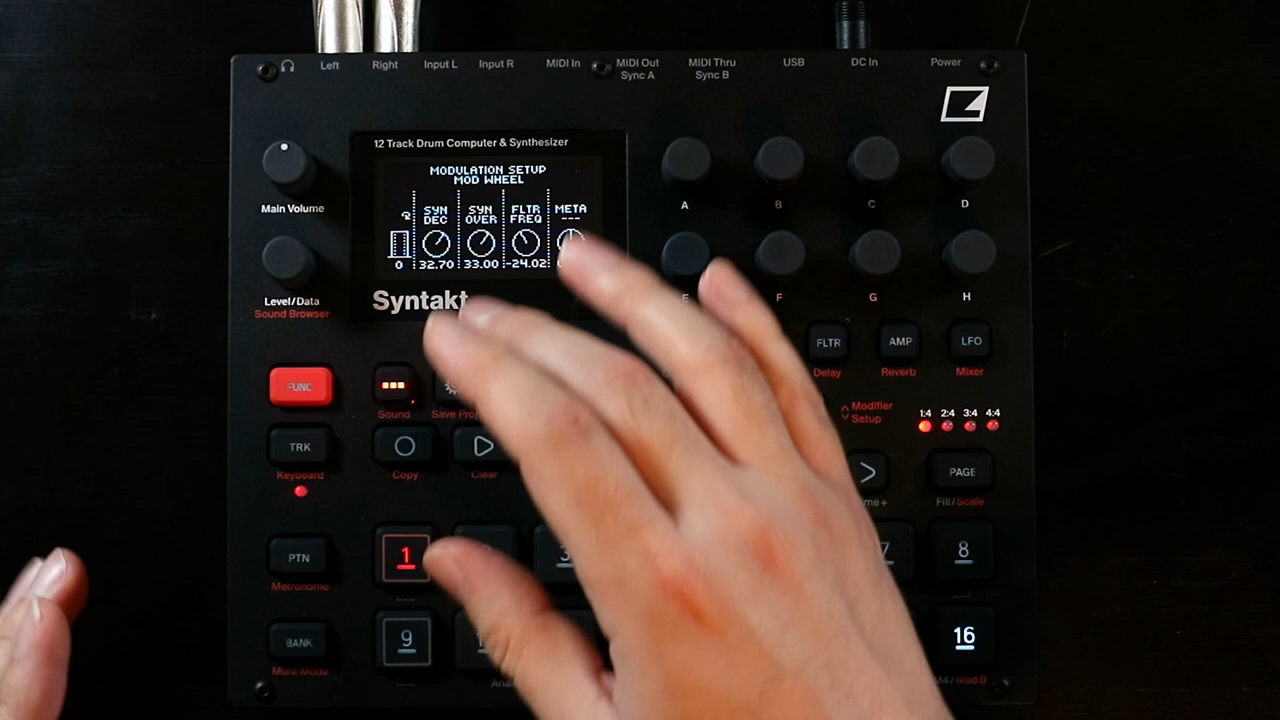 Left Right Input L Input R MIDI In MIDI Out MIDI Thru USB DC In Power
Sync A Sync B
12 Track Drum Computer & Synthesizer
MODULATION SETUP
MOD WHEEL
SYN SYN FLTR META
DEC OVER FREQ ---
0 32.70 33.00 -24.02
Syntakt
Main Volume
Level/Data
Sound Browser
A B C D
E F G H
FLTR AMP LFO
Delay Reverb Mixer
FUNC
Sound Save
Modifier
Setup
1:4 2:4 3:4 4:4
TRK
Keyboard
Copy Clear
PAGE
Fill/Scale
PTN
Metronome
1 3 7 8
BANK
Mute Mode
9 16
Mod B